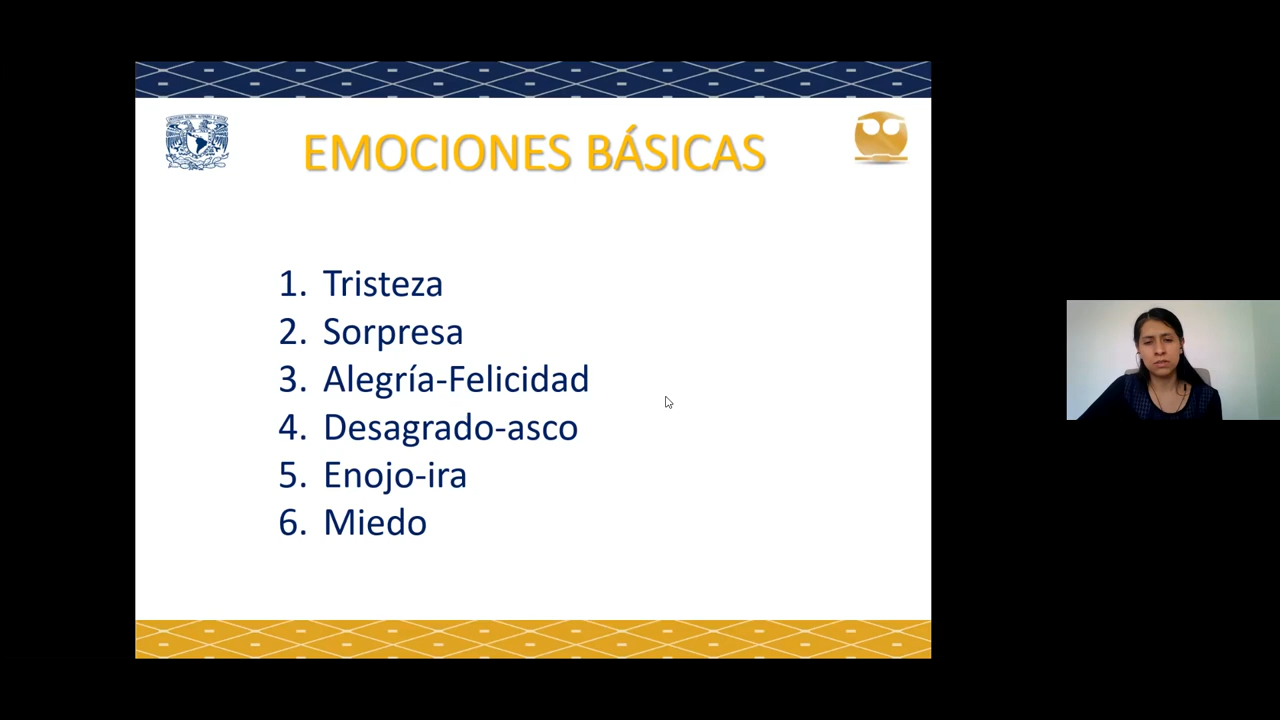 EMOCIONES BÁSICAS
1. Tristeza
2. Sorpresa
3. Alegría-Felicidad
4. Desagrado-asco
5. Enojo-ira
6. Miedo